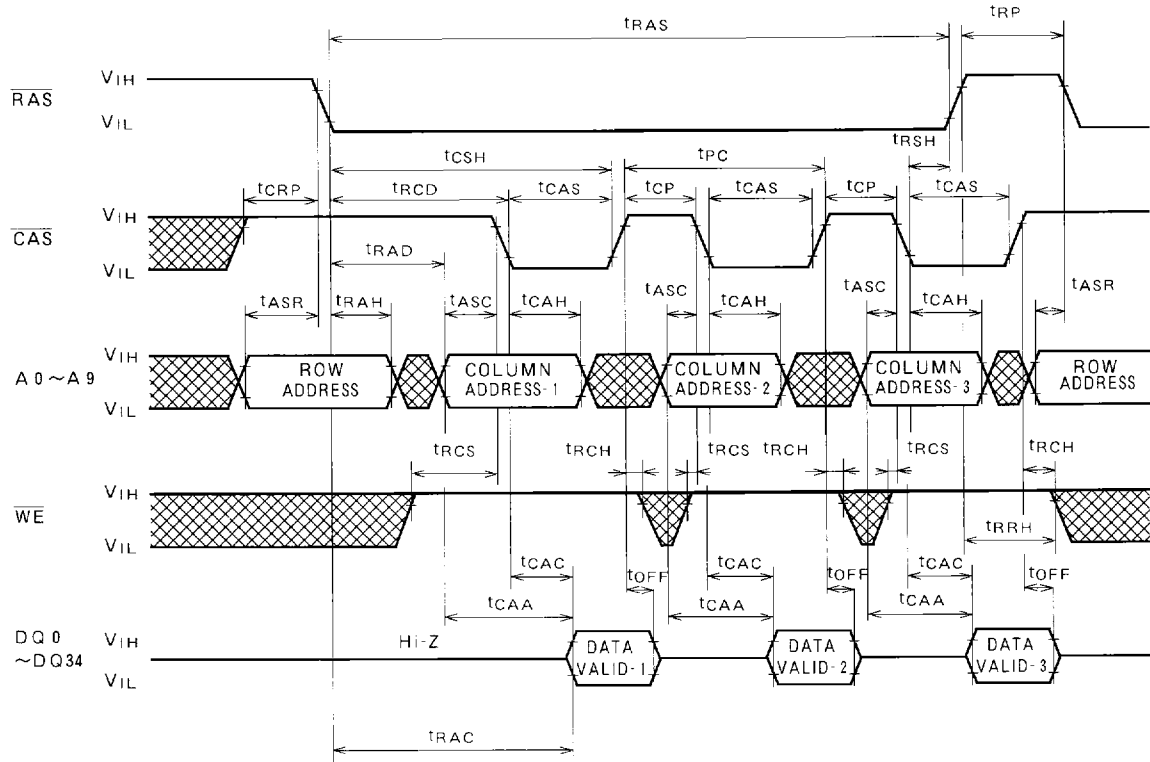 tRAS
tRP
RAS
VIH
VIL
tCSH
tPC
tRSH
tCRP
tRCD
tCAS
tCP
tCAS
tCP
tCAS
CAS
VIH
VIL
tRAD
tASR
tRAH
tASC
tCAH
tASC
tCAH
tASC
tCAH
tASR
A0~A9
VIH
VIL
ROW
ADDRESS
COLUMN
ADDRESS-1
COLUMN
ADDRESS-2
COLUMN
ADDRESS-3
ROW
ADDRESS
tRCS
tRCH
tRCS
tRCH
tRCS
tRCH
WE
VIH
VIL
tRRH
tCAC
tOFF
tCAC
tOFF
tCAC
tOFF
tCAA
tCAA
tCAA
DQ0
~DQ34
VIH
VIL
Hi-Z
DATA
VALID-1
DATA
VALID-2
DATA
VALID-3
tRAC